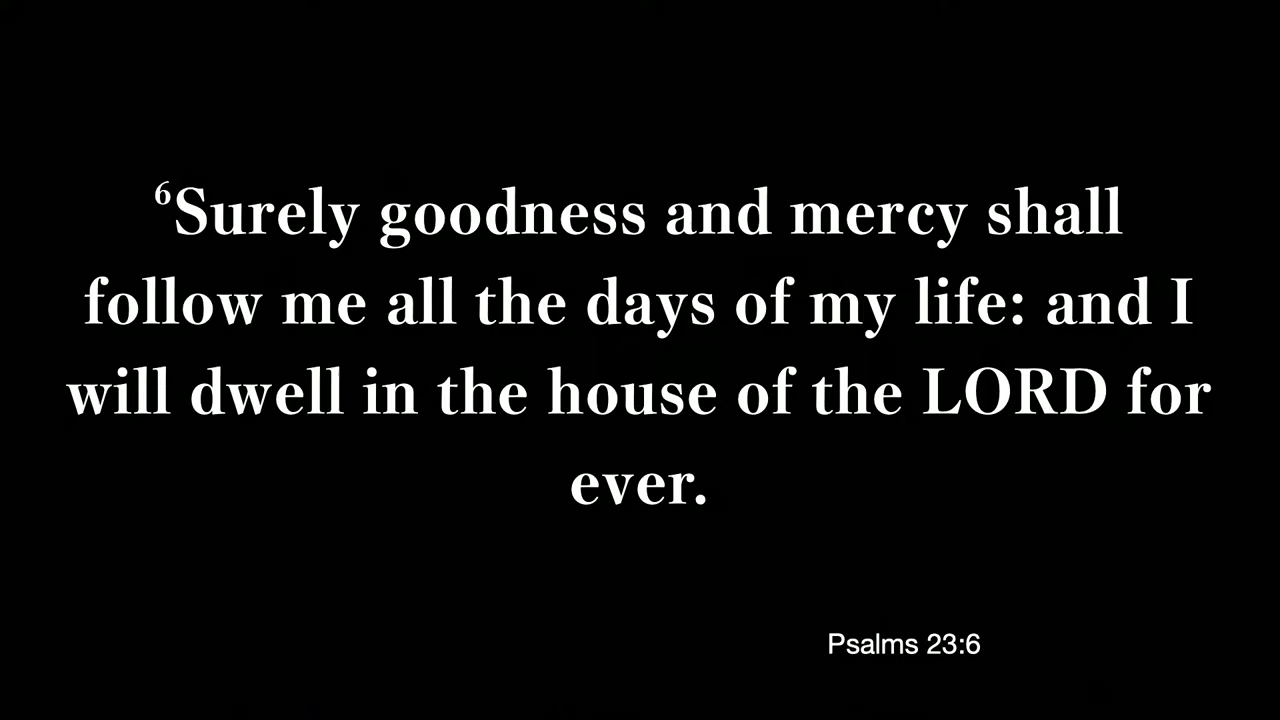 ⁶Surely goodness and mercy shall
follow me all the days of my life: and I
will dwell in the house of the LORD for
ever.
Psalms 23:6